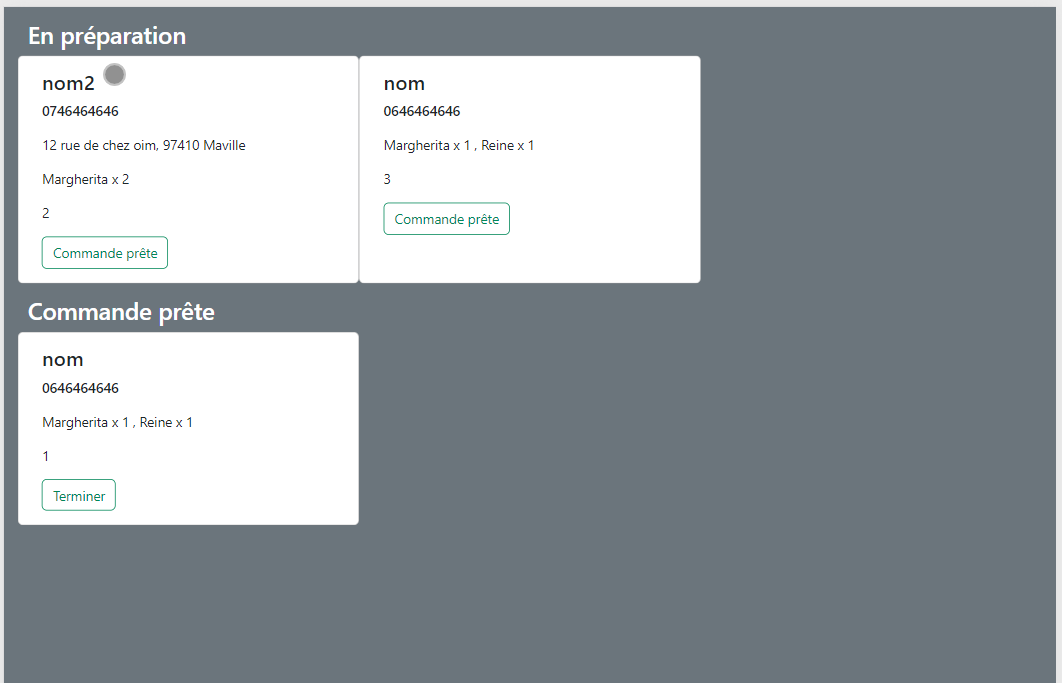 En préparation
nom2
0746464646
12 rue de chez oim, 97410 Maville
Margherita x 2
2
Commande prête
nom
0646464646
Margherita x 1 , Reine x 1
3
Commande prête
Commande prête
nom
0646464646
Margherita x 1 , Reine x 1
1
Terminer